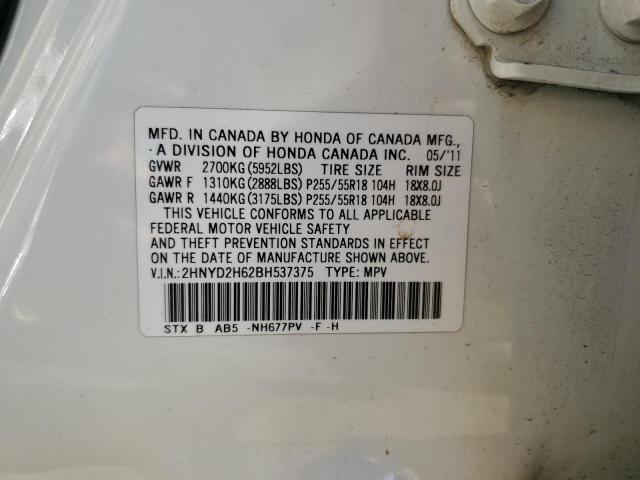 MFD. IN CANADA BY HONDA OF CANADA MFG.,
A DIVISION OF HONDA CANADA INC. 05/'11
GVWR 2700KG(5952LBS) TIRE SIZE RIM SIZE
GAWR F 1310KG(2888LBS)P255/55R18 104H 18X8.0J
GAWR R 1440KG(3175LBS)P255/55R18 104H 18X8.0J
THIS VEHICLE CONFORMS TO ALL APPLICABLE
FEDERAL MOTOR VEHICLE SAFETY
AND THEFT PREVENTION STANDARDS IN EFFECT
ON THE DATE OF MANUFACTURE SHOWN ABOVE.
V.I.N.: 2HNYD2H62BH537375 TYPE: MPV
STX B AB5 -NH677PV -F -H